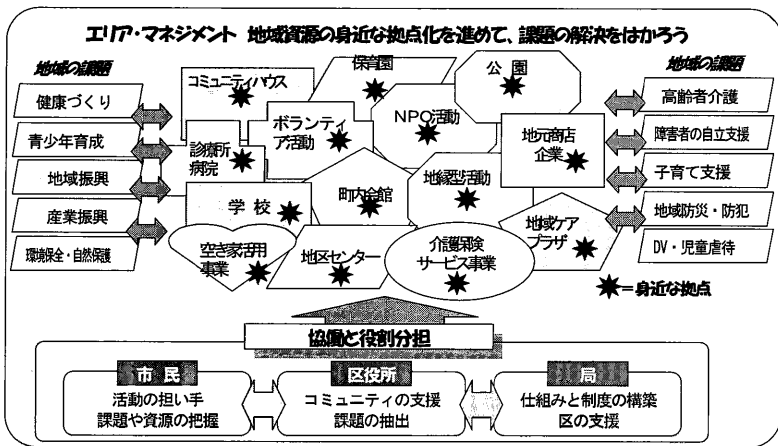 エリア・マネジメント 地域資源の身近な拠点化を進めて、課題の解決をはかろう
地域の課題
健康づくり
青少年育成
地域振興
産業振興
環境保全・自然保護
コミュニティハウス
保育園
公園
ボランティ
ア活動
NPO活動
診療所
病院
地元商店
企業
学校
町内会館
地縁型活動
空き家活用
事業
地区センター
介護保険
サービス事業
地域ケア
プラザ
地域の課題
高齢者介護
障害者の自立支援
子育て支援
地域防災・防犯
DV・児童虐待
=身近な拠点
協働と役割分担
市民
活動の担い手
課題や資源の把握
区役所
コミュニティの支援
課題の抽出
局
仕組みと制度の構築
区の支援